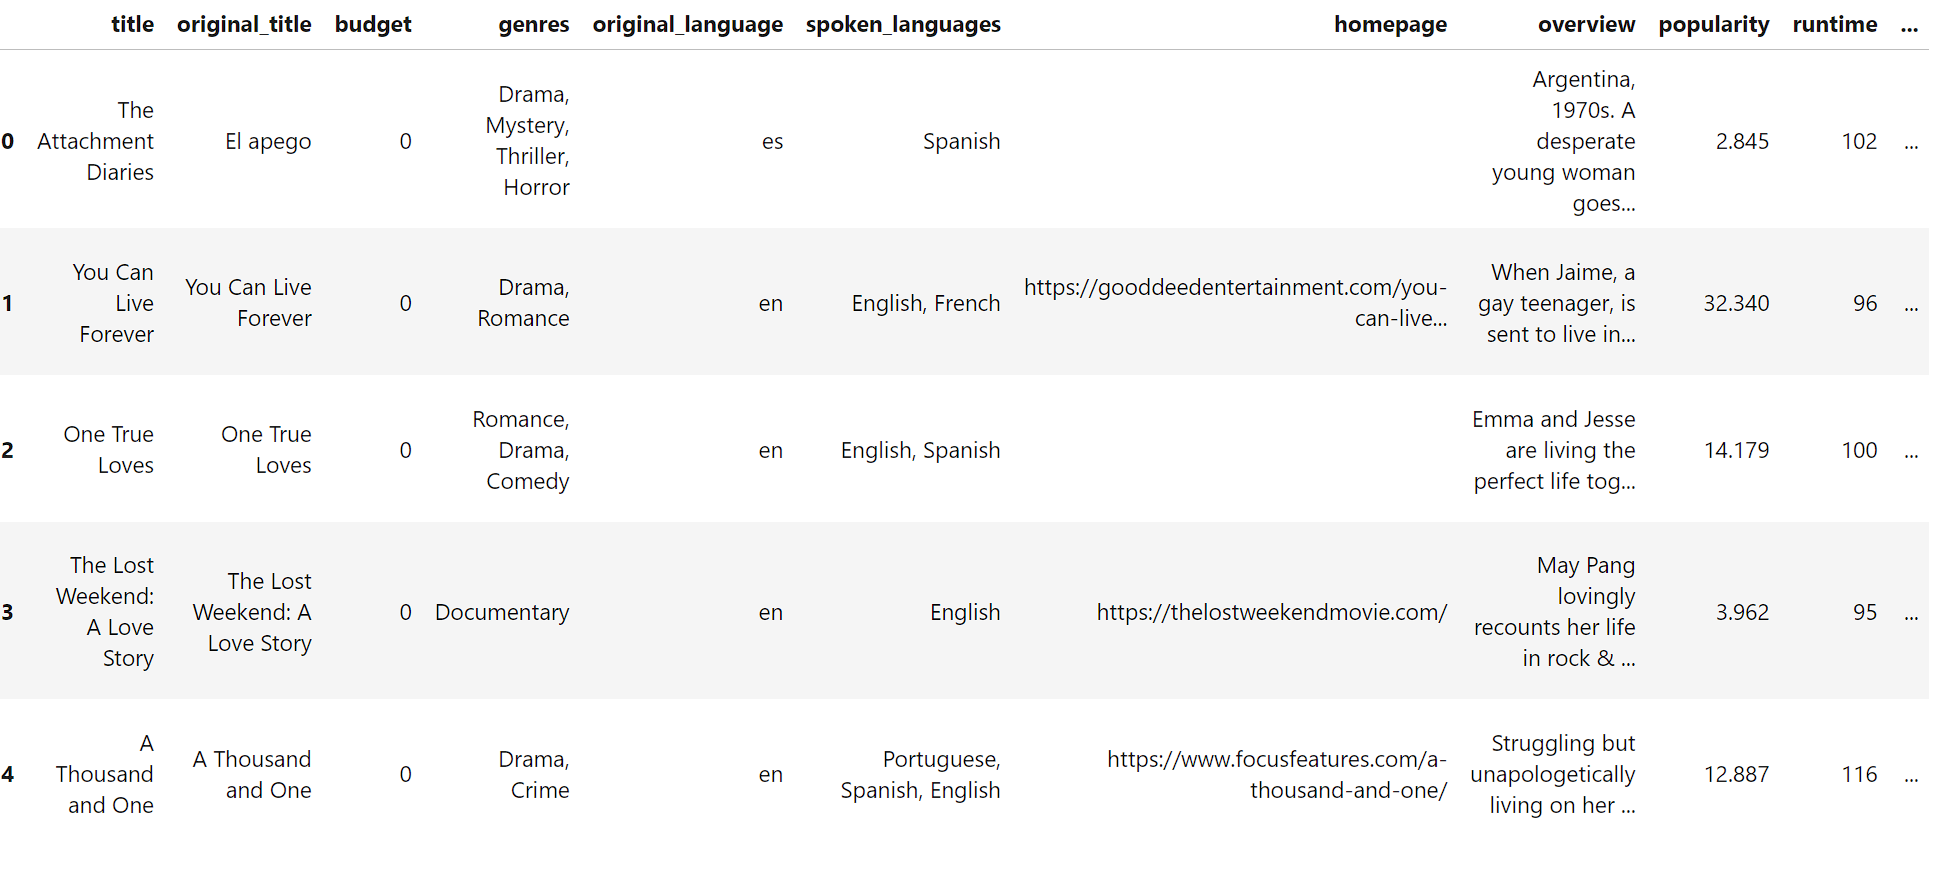 title original_title budget genres original_language spoken_languages homepage overview popularity runtime ...
0 The Attachment Diaries El apego 0 Drama, Mystery, Thriller, Horror es Spanish Argentina, 1970s. A desperate young woman goes... 2.845 102 ...
1 You Can Live Forever You Can Live Forever 0 Drama, Romance en English, French https://gooddeedentertainment.com/you-can-live... When Jaime, a gay teenager, is sent to live in... 32.340 96 ...
2 One True Loves One True Loves 0 Romance, Drama, Comedy en English, Spanish Emma and Jesse are living the perfect life tog... 14.179 100 ...
3 The Lost Weekend: A Love Story The Lost Weekend: A Love Story 0 Documentary en English https://thelostweekendmovie.com/ May Pang lovingly recounts her life in rock & ... 3.962 95 ...
4 A Thousand and One A Thousand and One 0 Drama, Crime en Portuguese, Spanish, English https://www.focusfeatures.com/a-thousand-and-one/ Struggling but unapologetically living on her ... 12.887 116 ...